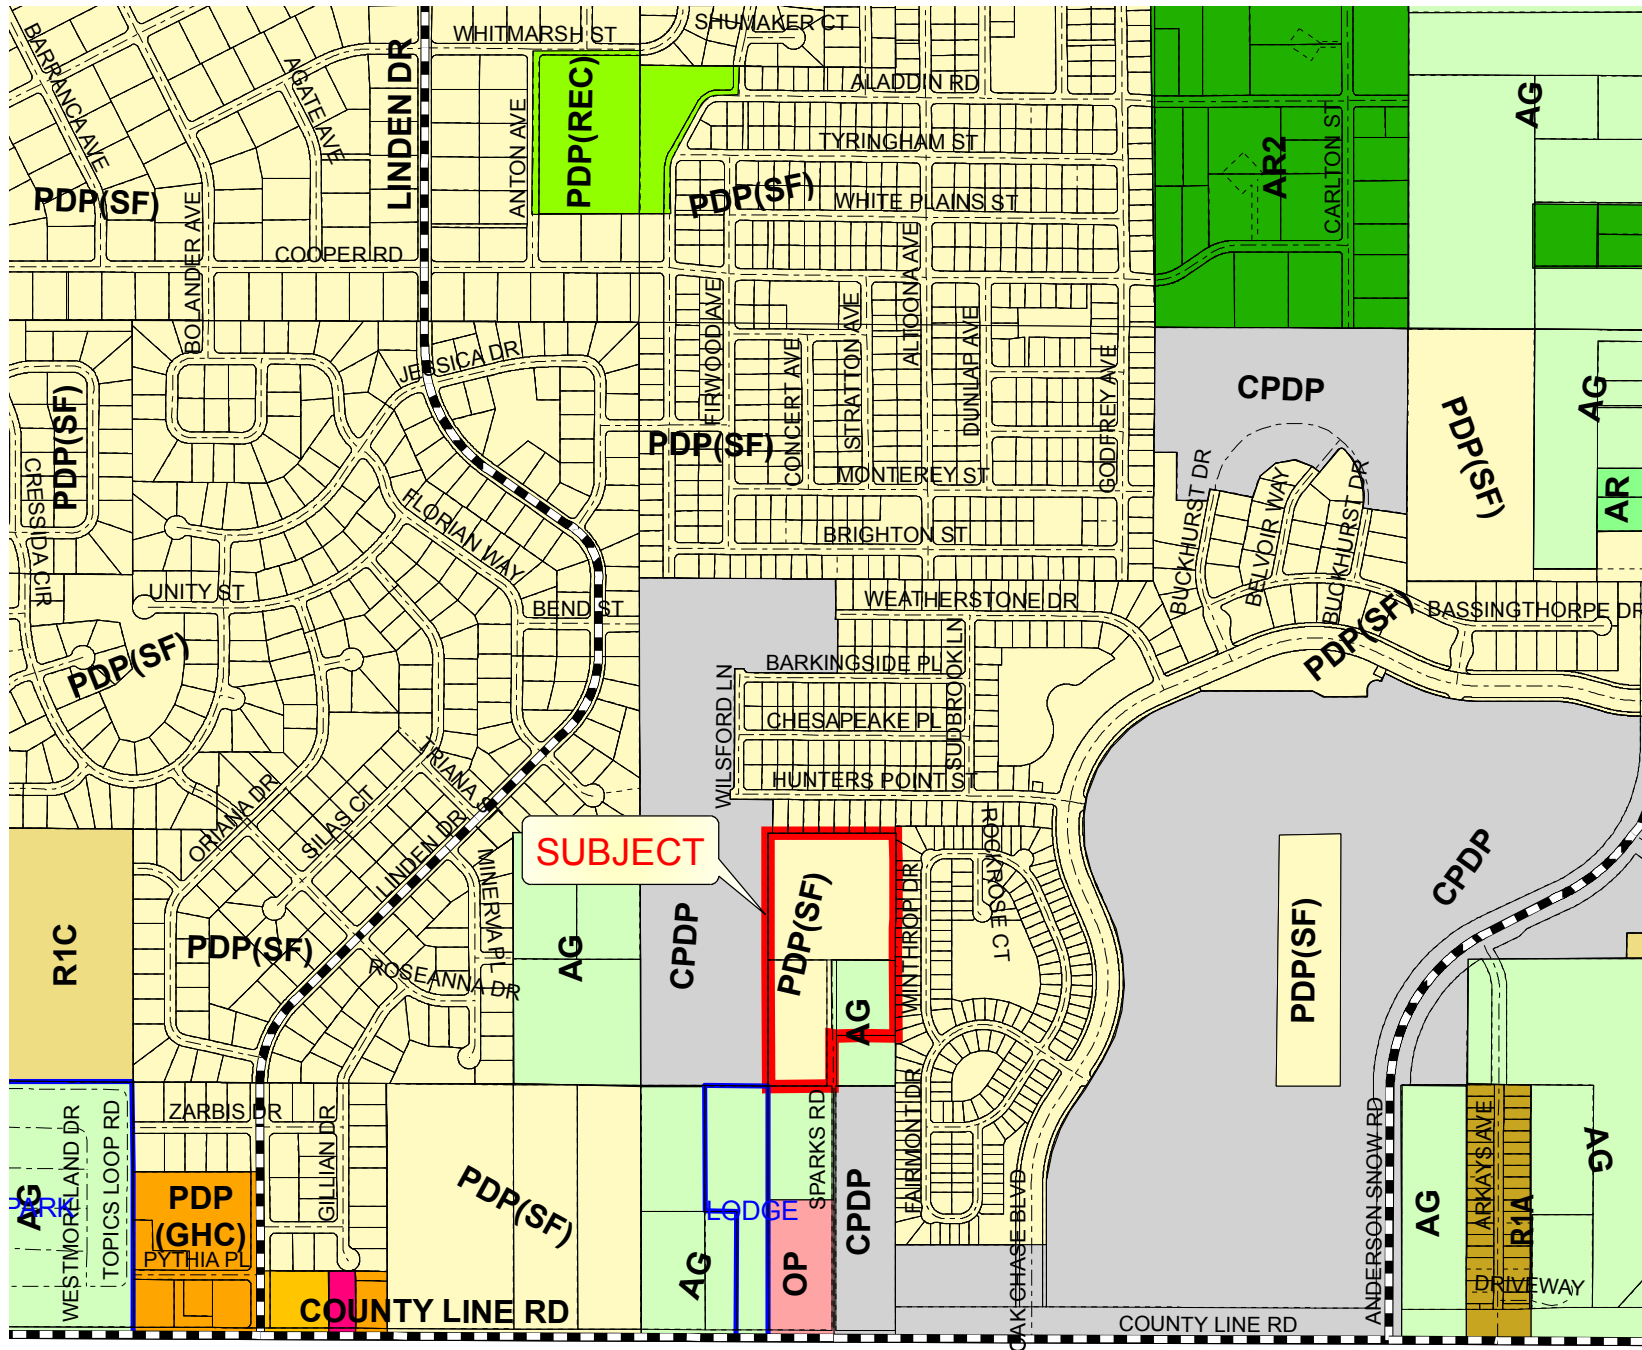 WHITMARSH ST
SHUMAKER CT
BARRANCA AVE
AGATE AVE
LINDEN DR
ANTON AVE
PDP(REC)
ALADDIN RD
TYRINGHAM ST
AR2
CARLTON ST
AG
PDP(SF)
PDP(SF)
WHITE PLAINS ST
BOLANDER AVE
COOPER RD
ALTOONA AVE
FIRWOOD AVE
CONCERT AVE
STRATTON AVE
DUNLAP AVE
GODFREY AVE
JESSICA DR
CPDP
PDP(SF)
AG
PDP(SF)
PDP(SF)
MONTEREY ST
BRIGHTON ST
CRESSIDA CIR
FLORIAN WAY
BUCKHURST DR
BELVOIR WAY
BUCKHURST DR
AR
UNITY ST
BEND ST
WEATHERSTONE DR
BASSINGTHORPE DR
PDP(SF)
PDP(SF)
BARKINGSIDE PL
WILSFORD LN
CHESAPEAKE PL
SUDBROOK LN
HUNTERS POINT ST
TRIANA S
ORIANA DR
SILAS CT
LINDEN DR
MINERVA PL
SUBJECT
ROCKROSE CT
CPDP
R1C
PDP(SF)
ROSEANNA DR
AG
CPDP
PDP(SF)
AG
WINTHROP DR
PDP(SF)
ZARBIS DR
WESTMORELAND DR
TOPICS LOOP RD
GILLIAN DR
SPARKS RD
FAIRMONT DR
OAK CHASE BLVD
ANDERSON SNOW RD
ARKAYS AVE
AG
AG
PARK
PDP
(GHC)
PYTHIA PL
PDP(SF)
LODGE
AG
OP
CPDP
AG
R1A
DRIVEWAY
COUNTY LINE RD
COUNTY LINE RD